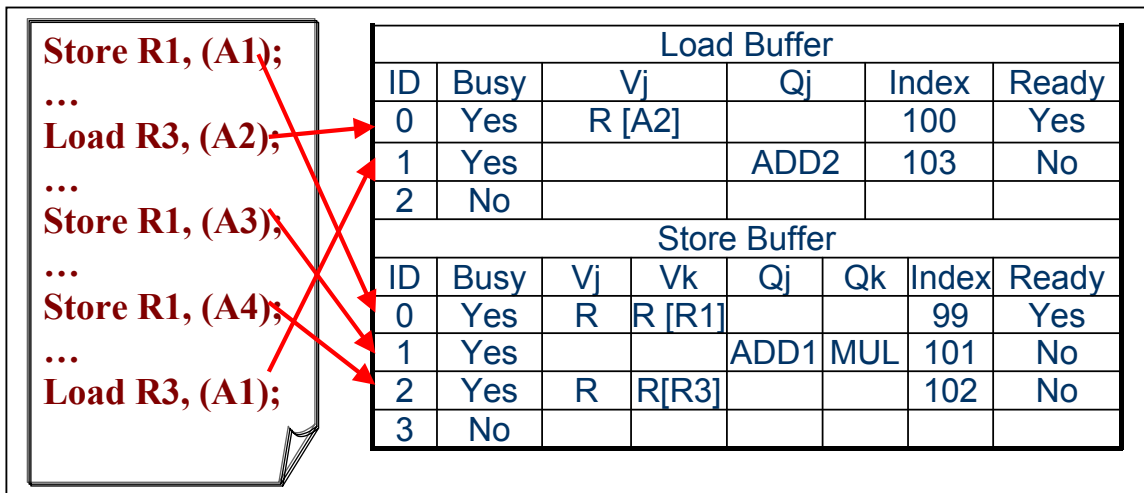 Store R1, (A1);
…
Load R3, (A2);
…
Store R1, (A3);
…
Store R1, (A4);
…
Load R3, (A1);
Load Buffer
ID Busy Vj Qj Index Ready
0 Yes R [A2] 100 Yes
1 Yes ADD2 103 No
2 No
Store Buffer
ID Busy Vj Vk Qj Qk Index Ready
0 Yes R R [R1] 99 Yes
1 Yes ADD1 MUL 101 No
2 Yes R R[R3] 102 No
3 No